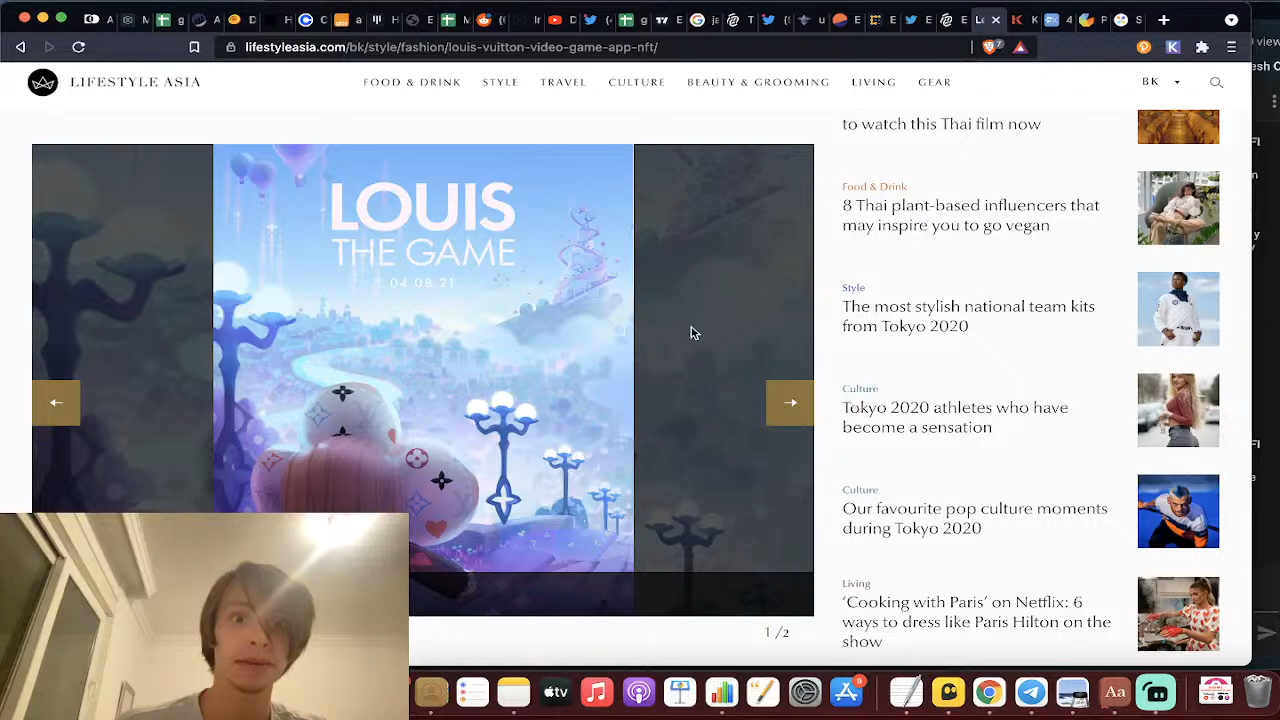 lifestyleasia.com/bk/style/fashion/louis-vuitton-video-game-app-nft/
7
LIFESTYLE ASIA
FOOD & DRINK
STYLE
TRAVEL
CULTURE
BEAUTY & GROOMING
LIVING
GEAR
BK
LOUIS
THE GAME
04.08.21
1 /2
to watch this Thai film now
Food & Drink
8 Thai plant-based influencers that
may inspire you to go vegan
Style
The most stylish national team kits
from Tokyo 2020
Culture
Tokyo 2020 athletes who have
become a sensation
Culture
Our favourite pop culture moments
during Tokyo 2020
Living
‘Cooking with Paris’ on Netflix: 6
ways to dress like Paris Hilton on the
show
tv
9
Aa